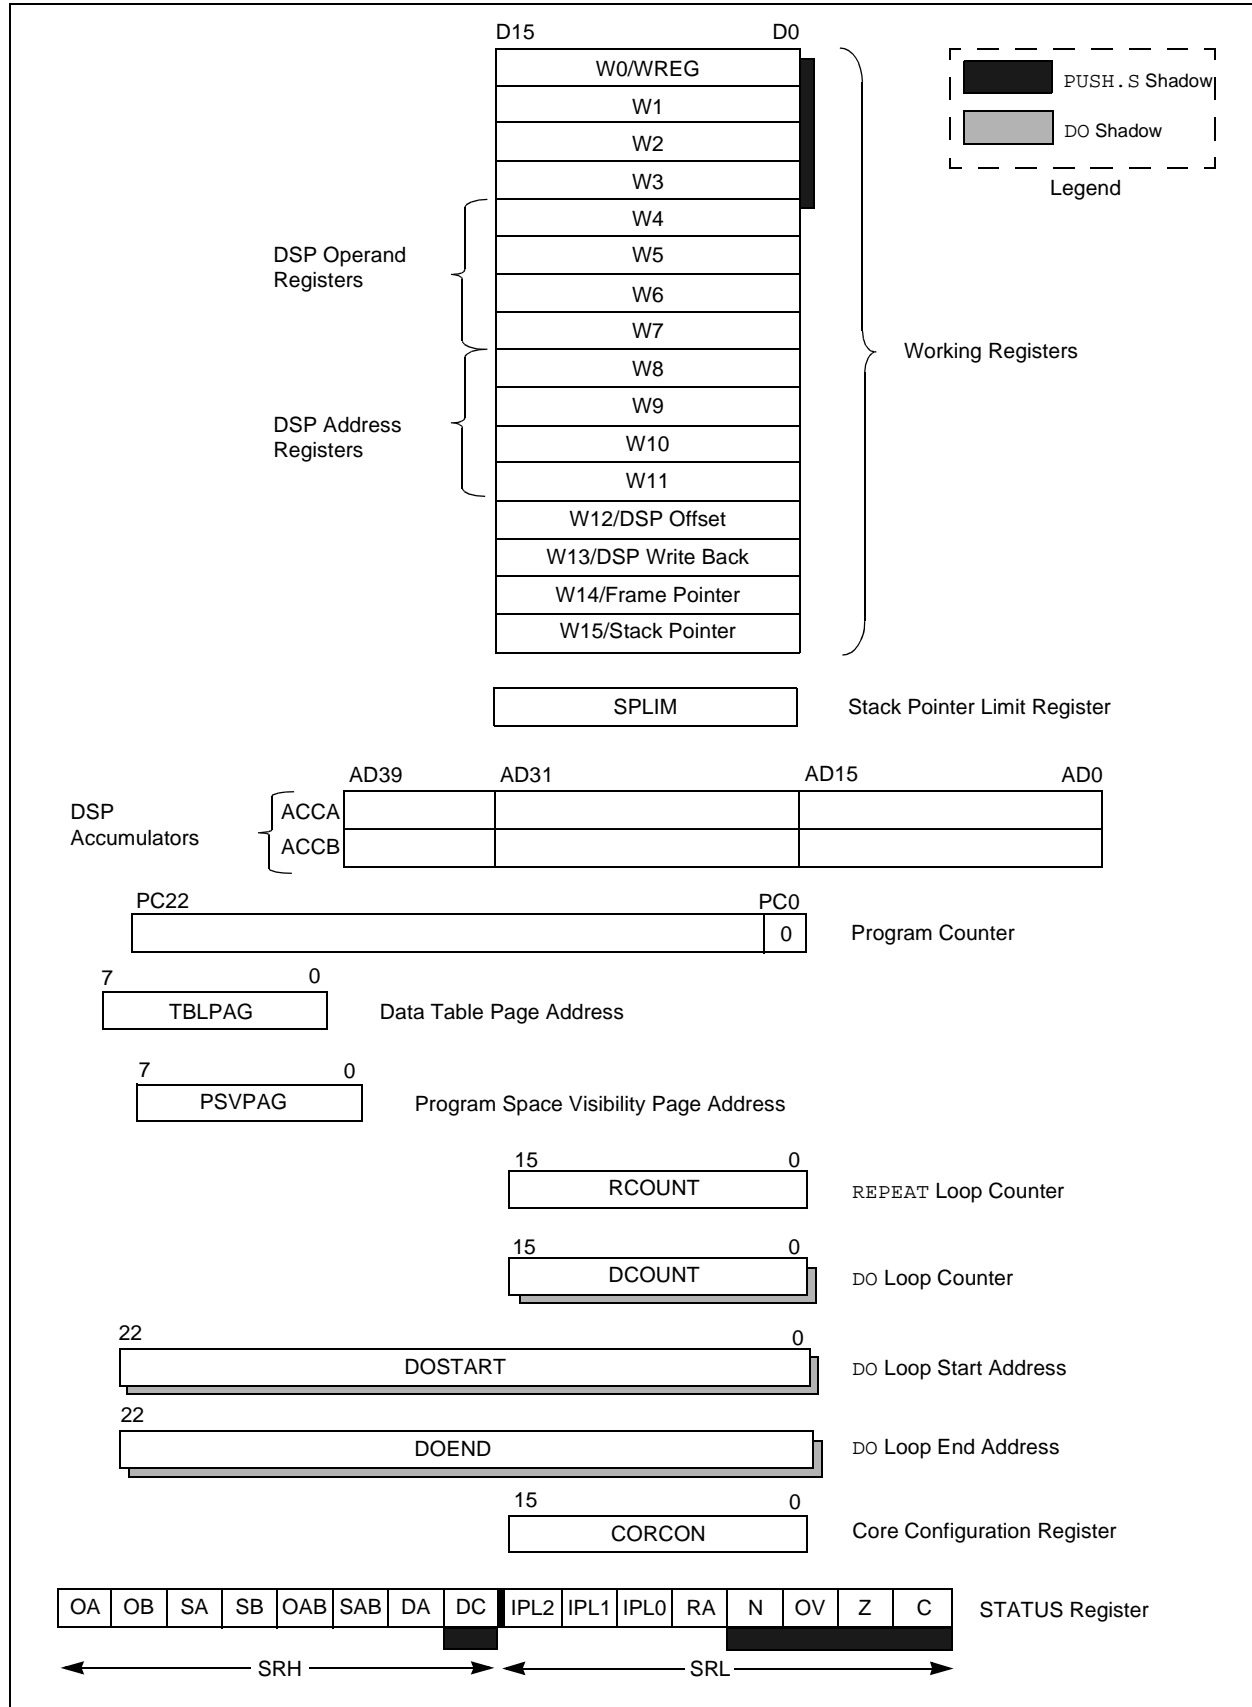 D15 D0
W0/WREG
W1
W2
W3
W4
W5
W6
W7
W8
W9
W10
W11
W12/DSP Offset
W13/DSP Write Back
W14/Frame Pointer
W15/Stack Pointer
PUSH.S Shadow
DO Shadow
Legend
DSP Operand
Registers
DSP Address
Registers
Working Registers
SPLIM Stack Pointer Limit Register
AD39 AD31 AD15 AD0
DSP
Accumulators
ACCA
ACCB
PC22 PC0
0 Program Counter
7 0
TBLPAG Data Table Page Address
7 0
PSVPAG Program Space Visibility Page Address
15 0
RCOUNT REPEAT Loop Counter
15 0
DCOUNT DO Loop Counter
22 0
DOSTART DO Loop Start Address
22
DOEND DO Loop End Address
15 0
CORCON Core Configuration Register
OA OB SA SB OAB SAB DA DC IPL2 IPL1 IPL0 RA N OV Z C STATUS Register
SRH SRL